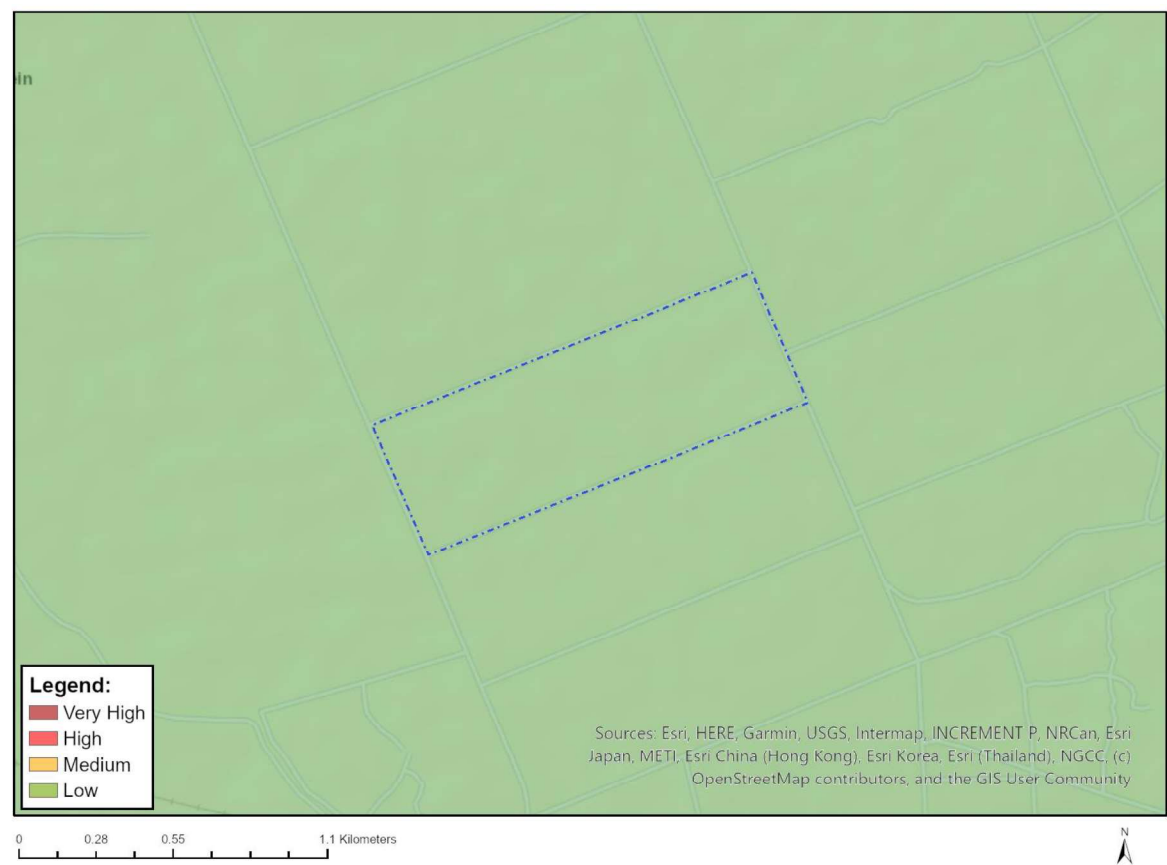 ein
Legend:
Very High
High
Medium
Low
Sources: Esri, HERE, Garmin, USGS, Intermap, INCREMENT P, NRCan, Esri
Japan, METI, Esri China (Hong Kong), Esri Korea, Esri (Thailand), NGCC, (c)
OpenStreetMap contributors, and the GIS User Community
0 0.28 0.55 1.1 Kilometers
N